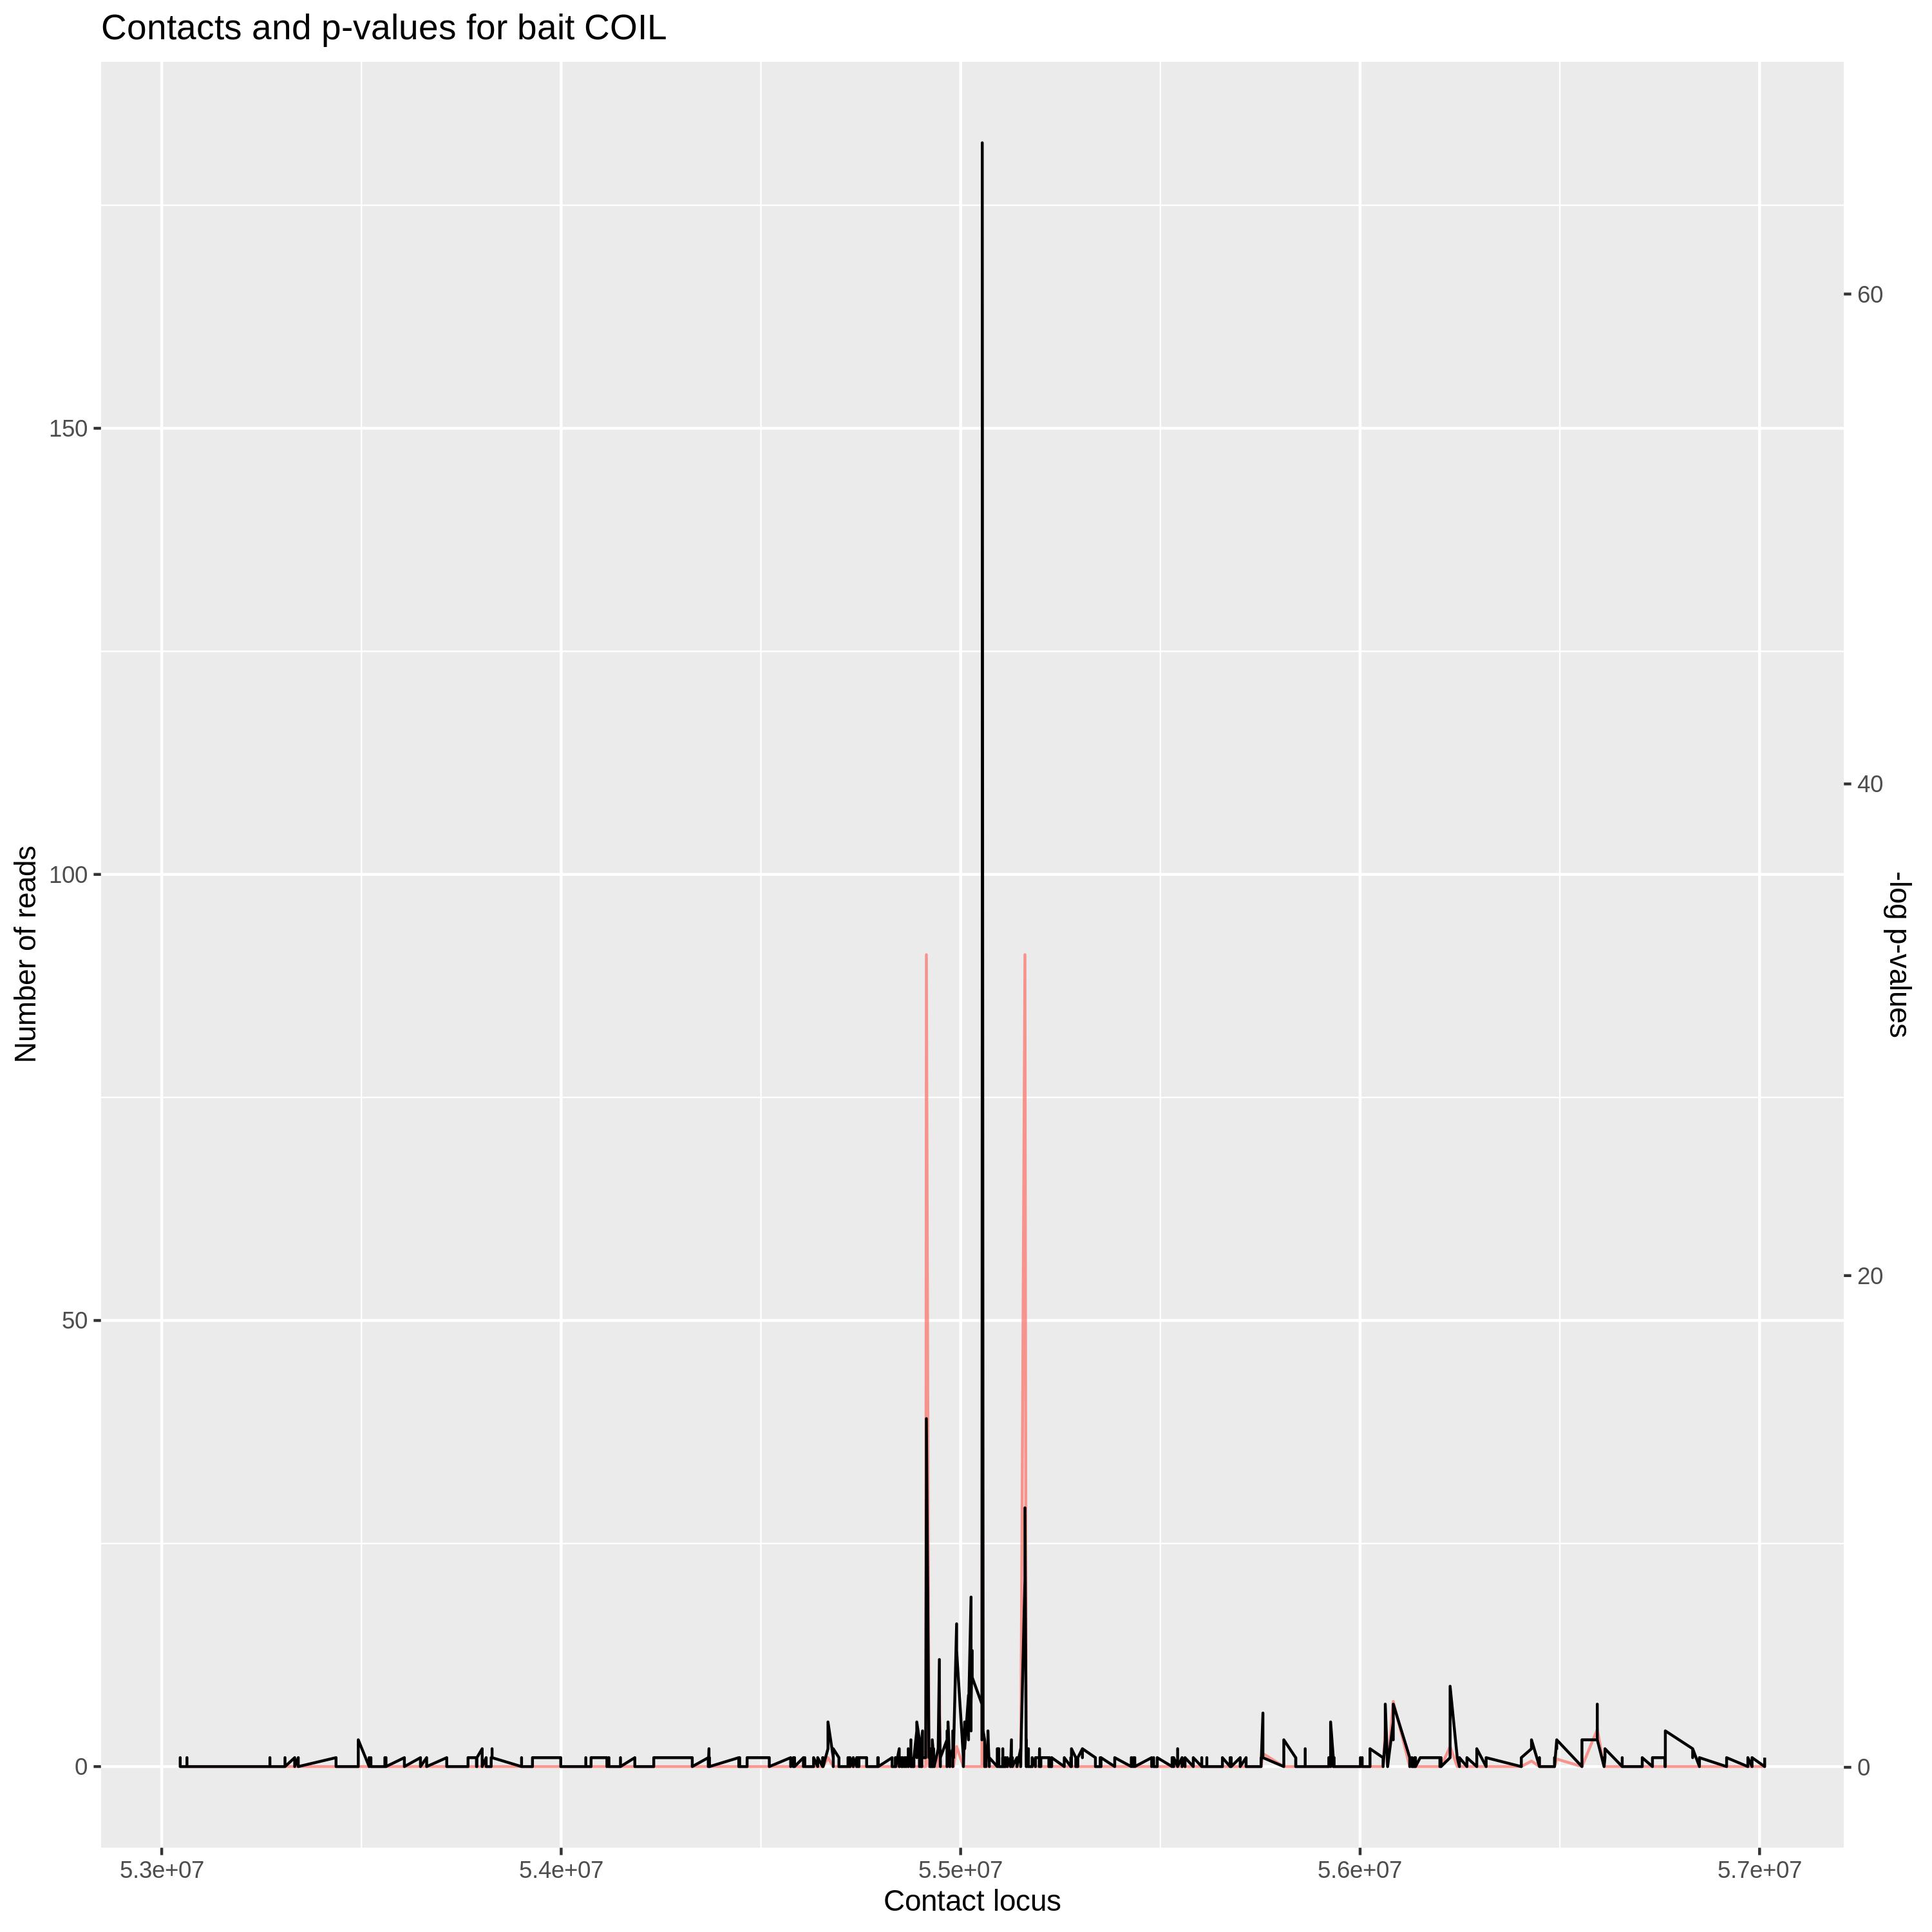 Contacts and p-values for bait COIL
Number of reads
150
100
50
0
60
40
20
0
-log p-values
5.3e+07
5.4e+07
5.5e+07
5.6e+07
5.7e+07
Contact locus